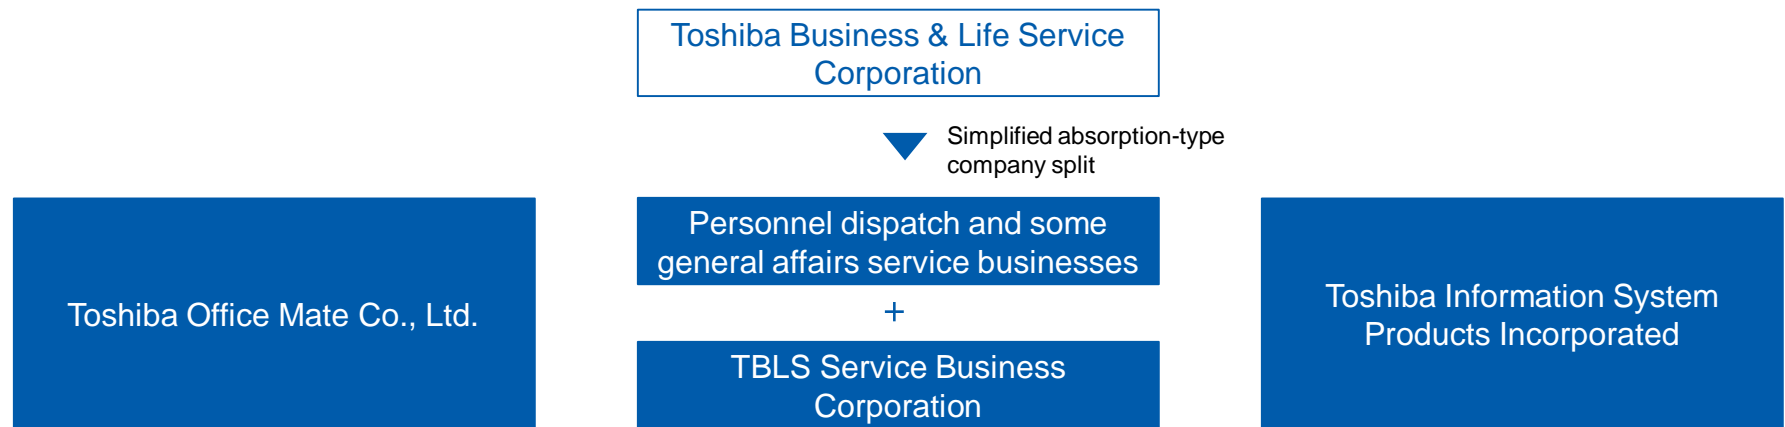 Toshiba Business & Life Service
Corporation
Simplified absorption-type
company split
Toshiba Office Mate Co., Ltd.
Personnel dispatch and some
general affairs service businesses
+
TBLS Service Business
Corporation
Toshiba Information System
Products Incorporated